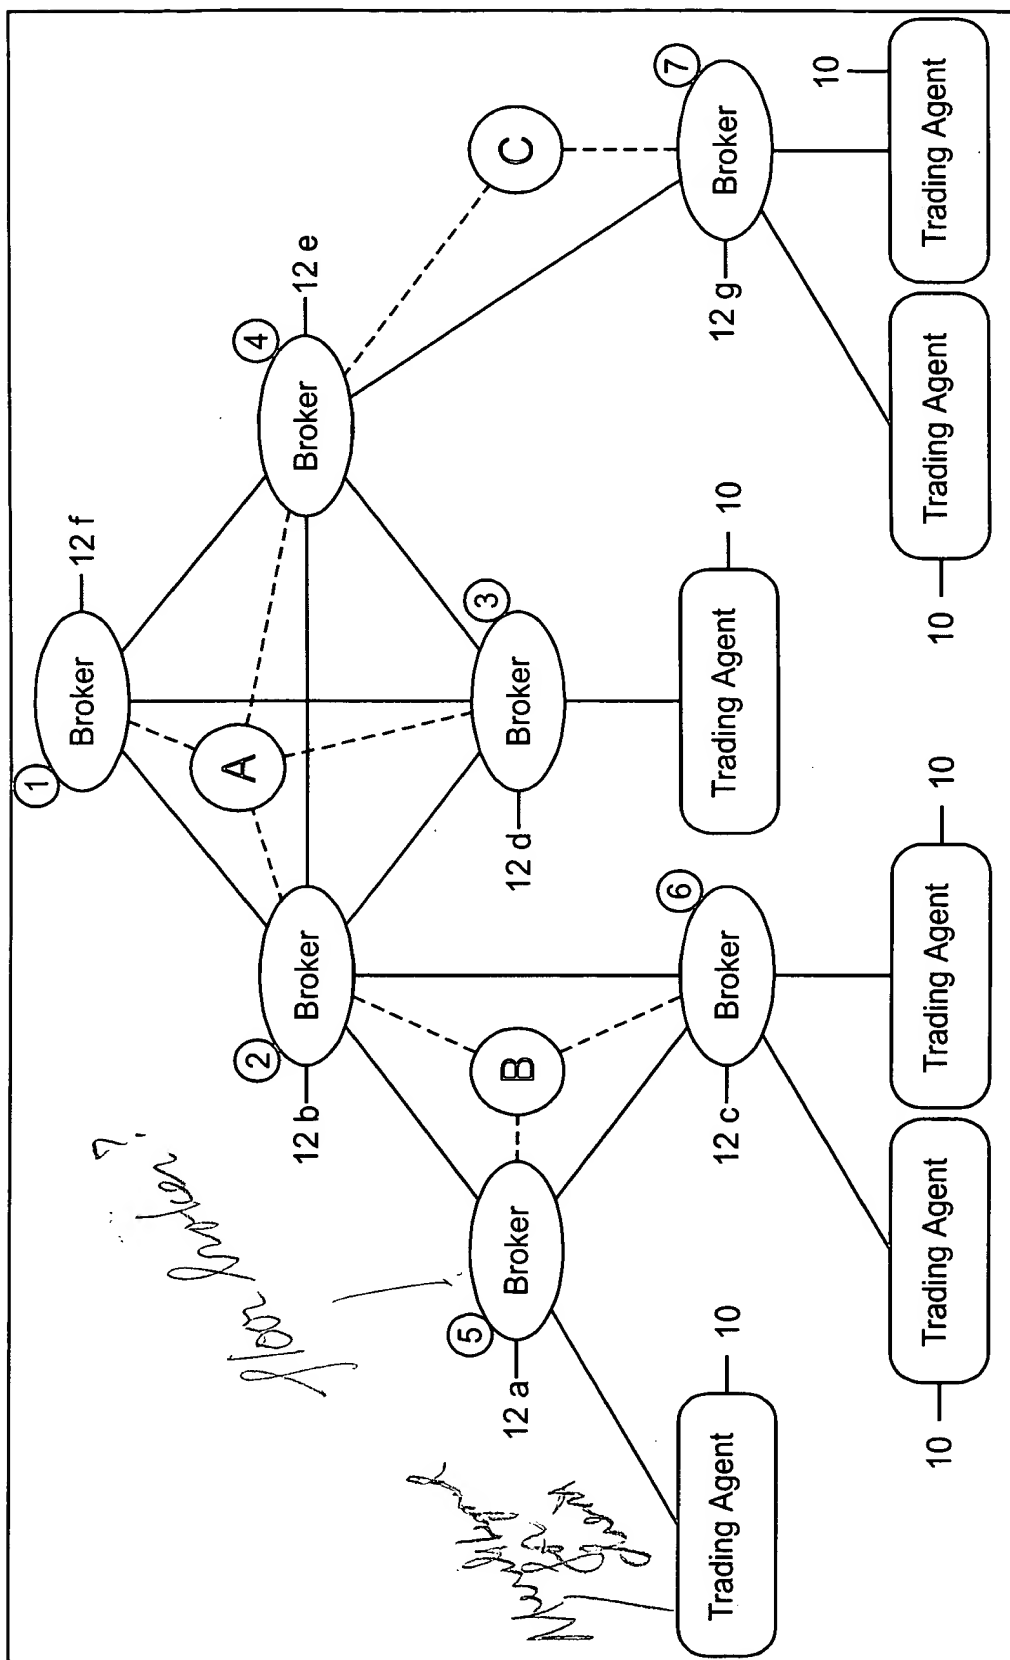 1
Broker
12 f
A
2
4
12 b
Broker
Broker
12 e
5
3
12 a
Broker
B
12 d
Broker
C
6
7
Trading Agent
10
12 c
Broker
Trading Agent
10
12 g
Broker
10
10
Trading Agent
Trading Agent
10
10
Trading Agent
Trading Agent